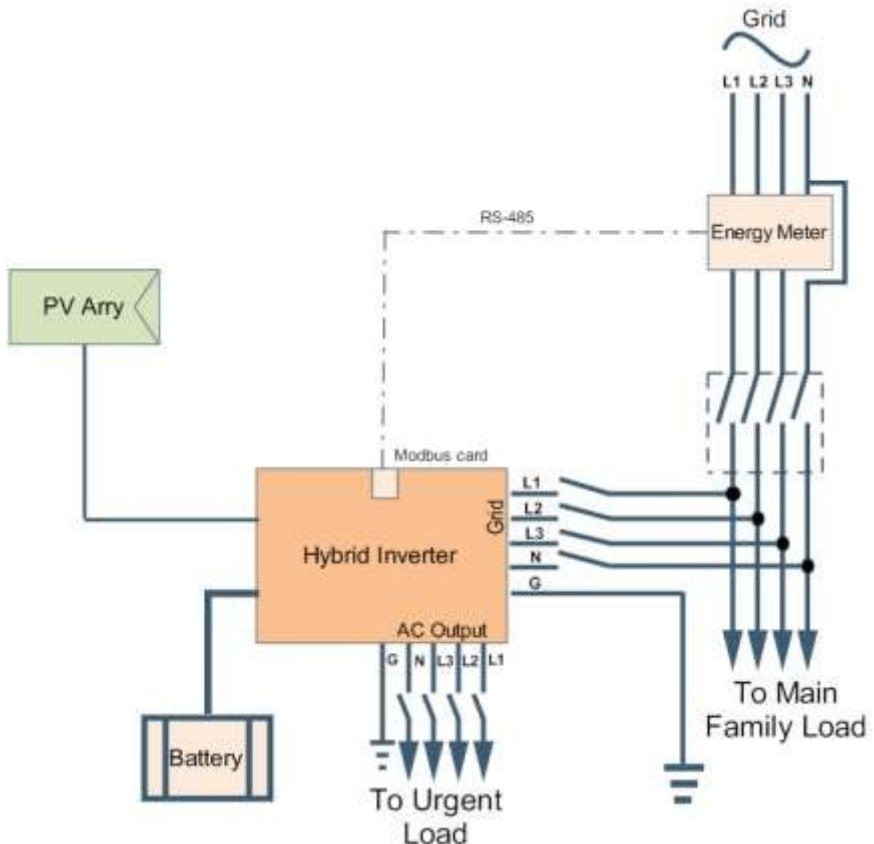 Grid
L1 L2 L3 N
RS-485
Energy Meter
PV Arry
Modbus card
L1
L2
L3
N
G
Grid
Hybrid Inverter
AC Output
G N L3 L2 L1
To Main
Family Load
Battery
To Urgent
Load